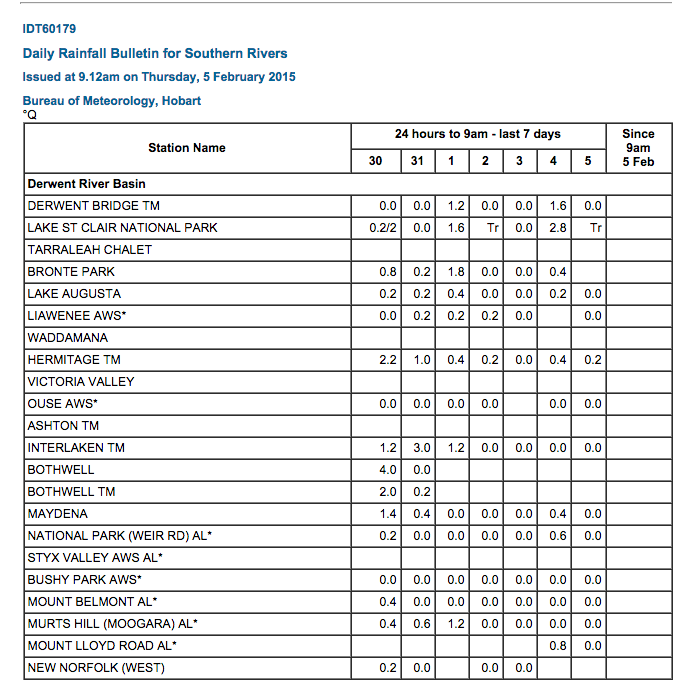 IDT60179
Daily Rainfall Bulletin for Southern Rivers
Issued at 9.12am on Thursday, 5 February 2015
Bureau of Meteorology, Hobart
°Q
Station Name 24 hours to 9am - last 7 days Since 9am 5 Feb
30 31 1 2 3 4 5
Derwent River Basin
DERWENT BRIDGE TM 0.0 0.0 1.2 0.0 0.0 1.6 0.0
LAKE ST CLAIR NATIONAL PARK 0.2/2 0.0 1.6 Tr 0.0 2.8 Tr
TARRALEAH CHALET
BRONTE PARK 0.8 0.2 1.8 0.0 0.0 0.4
LAKE AUGUSTA 0.2 0.2 0.4 0.0 0.0 0.2 0.0
LIAWENEE AWS* 0.0 0.2 0.2 0.2 0.0 0.0
WADDAMANA
HERMITAGE TM 2.2 1.0 0.4 0.2 0.0 0.4 0.2
VICTORIA VALLEY
OUSE AWS* 0.0 0.0 0.0 0.0 0.0 0.0
ASHTON TM
INTERLAKEN TM 1.2 3.0 1.2 0.0 0.0 0.0 0.0
BOTHWELL 4.0 0.0
BOTHWELL TM 2.0 0.2
MAYDENA 1.4 0.4 0.0 0.0 0.0 0.4 0.0
NATIONAL PARK (WEIR RD) AL* 0.2 0.0 0.0 0.0 0.0 0.6 0.0
STYX VALLEY AWS AL*
BUSHY PARK AWS* 0.0 0.0 0.0 0.0 0.0 0.0 0.0
MOUNT BELMONT AL* 0.4 0.0 0.0 0.0 0.0 0.0 0.0
MURTS HILL (MOOGARA) AL* 0.4 0.6 1.2 0.0 0.0 0.0 0.0
MOUNT LLOYD ROAD AL* 0.8 0.0
NEW NORFOLK (WEST) 0.2 0.0 0.0 0.0